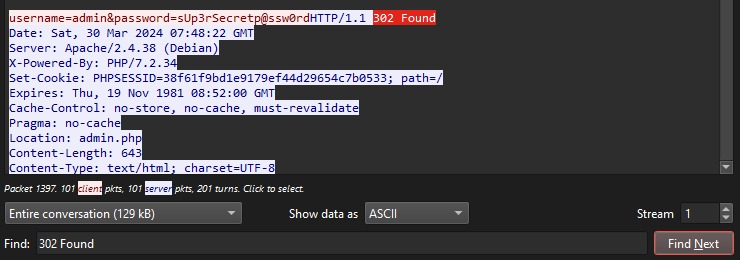 username=admin&password=sUp3rSecretp@ssw0rdHTTP/1.1 302 Found
Date: Sat, 30 Mar 2024 07:48:22 GMT
Server: Apache/2.4.38 (Debian)
X-Powered-By: PHP/7.2.34
Set-Cookie: PHPSESSID=38f61f9bd1e9179ef44d29654c7b0533; path=/
Expires: Thu, 19 Nov 1981 08:52:00 GMT
Cache-Control: no-store, no-cache, must-revalidate
Pragma: no-cache
Location: admin.php
Content-Length: 643
Content-Type: text/html; charset=UTF-8
Packet 1397. 101 client pkts, 101 server pkts, 201 turns. Click to select.
Entire conversation (129 kB) Show data as ASCII Stream 1
Find: 302 Found Find Next